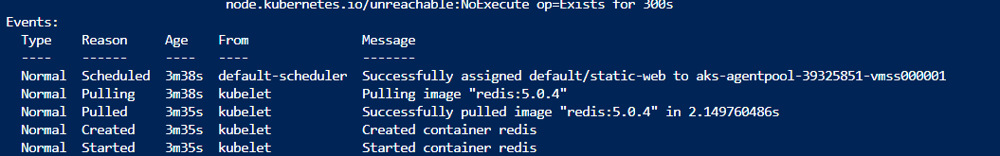 node.kubernetes.io/unreachable:NoExecute op=Exists for 300s
Events:
Type Reason Age From Message
---- ------ ---- ---- -------
Normal Scheduled 3m38s default-scheduler Successfully assigned default/static-web to aks-agentpool-39325851-vmss000001
Normal Pulling 3m38s kubelet Pulling image "redis:5.0.4"
Normal Pulled 3m35s kubelet Successfully pulled image "redis:5.0.4" in 2.149760486s
Normal Created 3m35s kubelet Created container redis
Normal Started 3m35s kubelet Started container redis